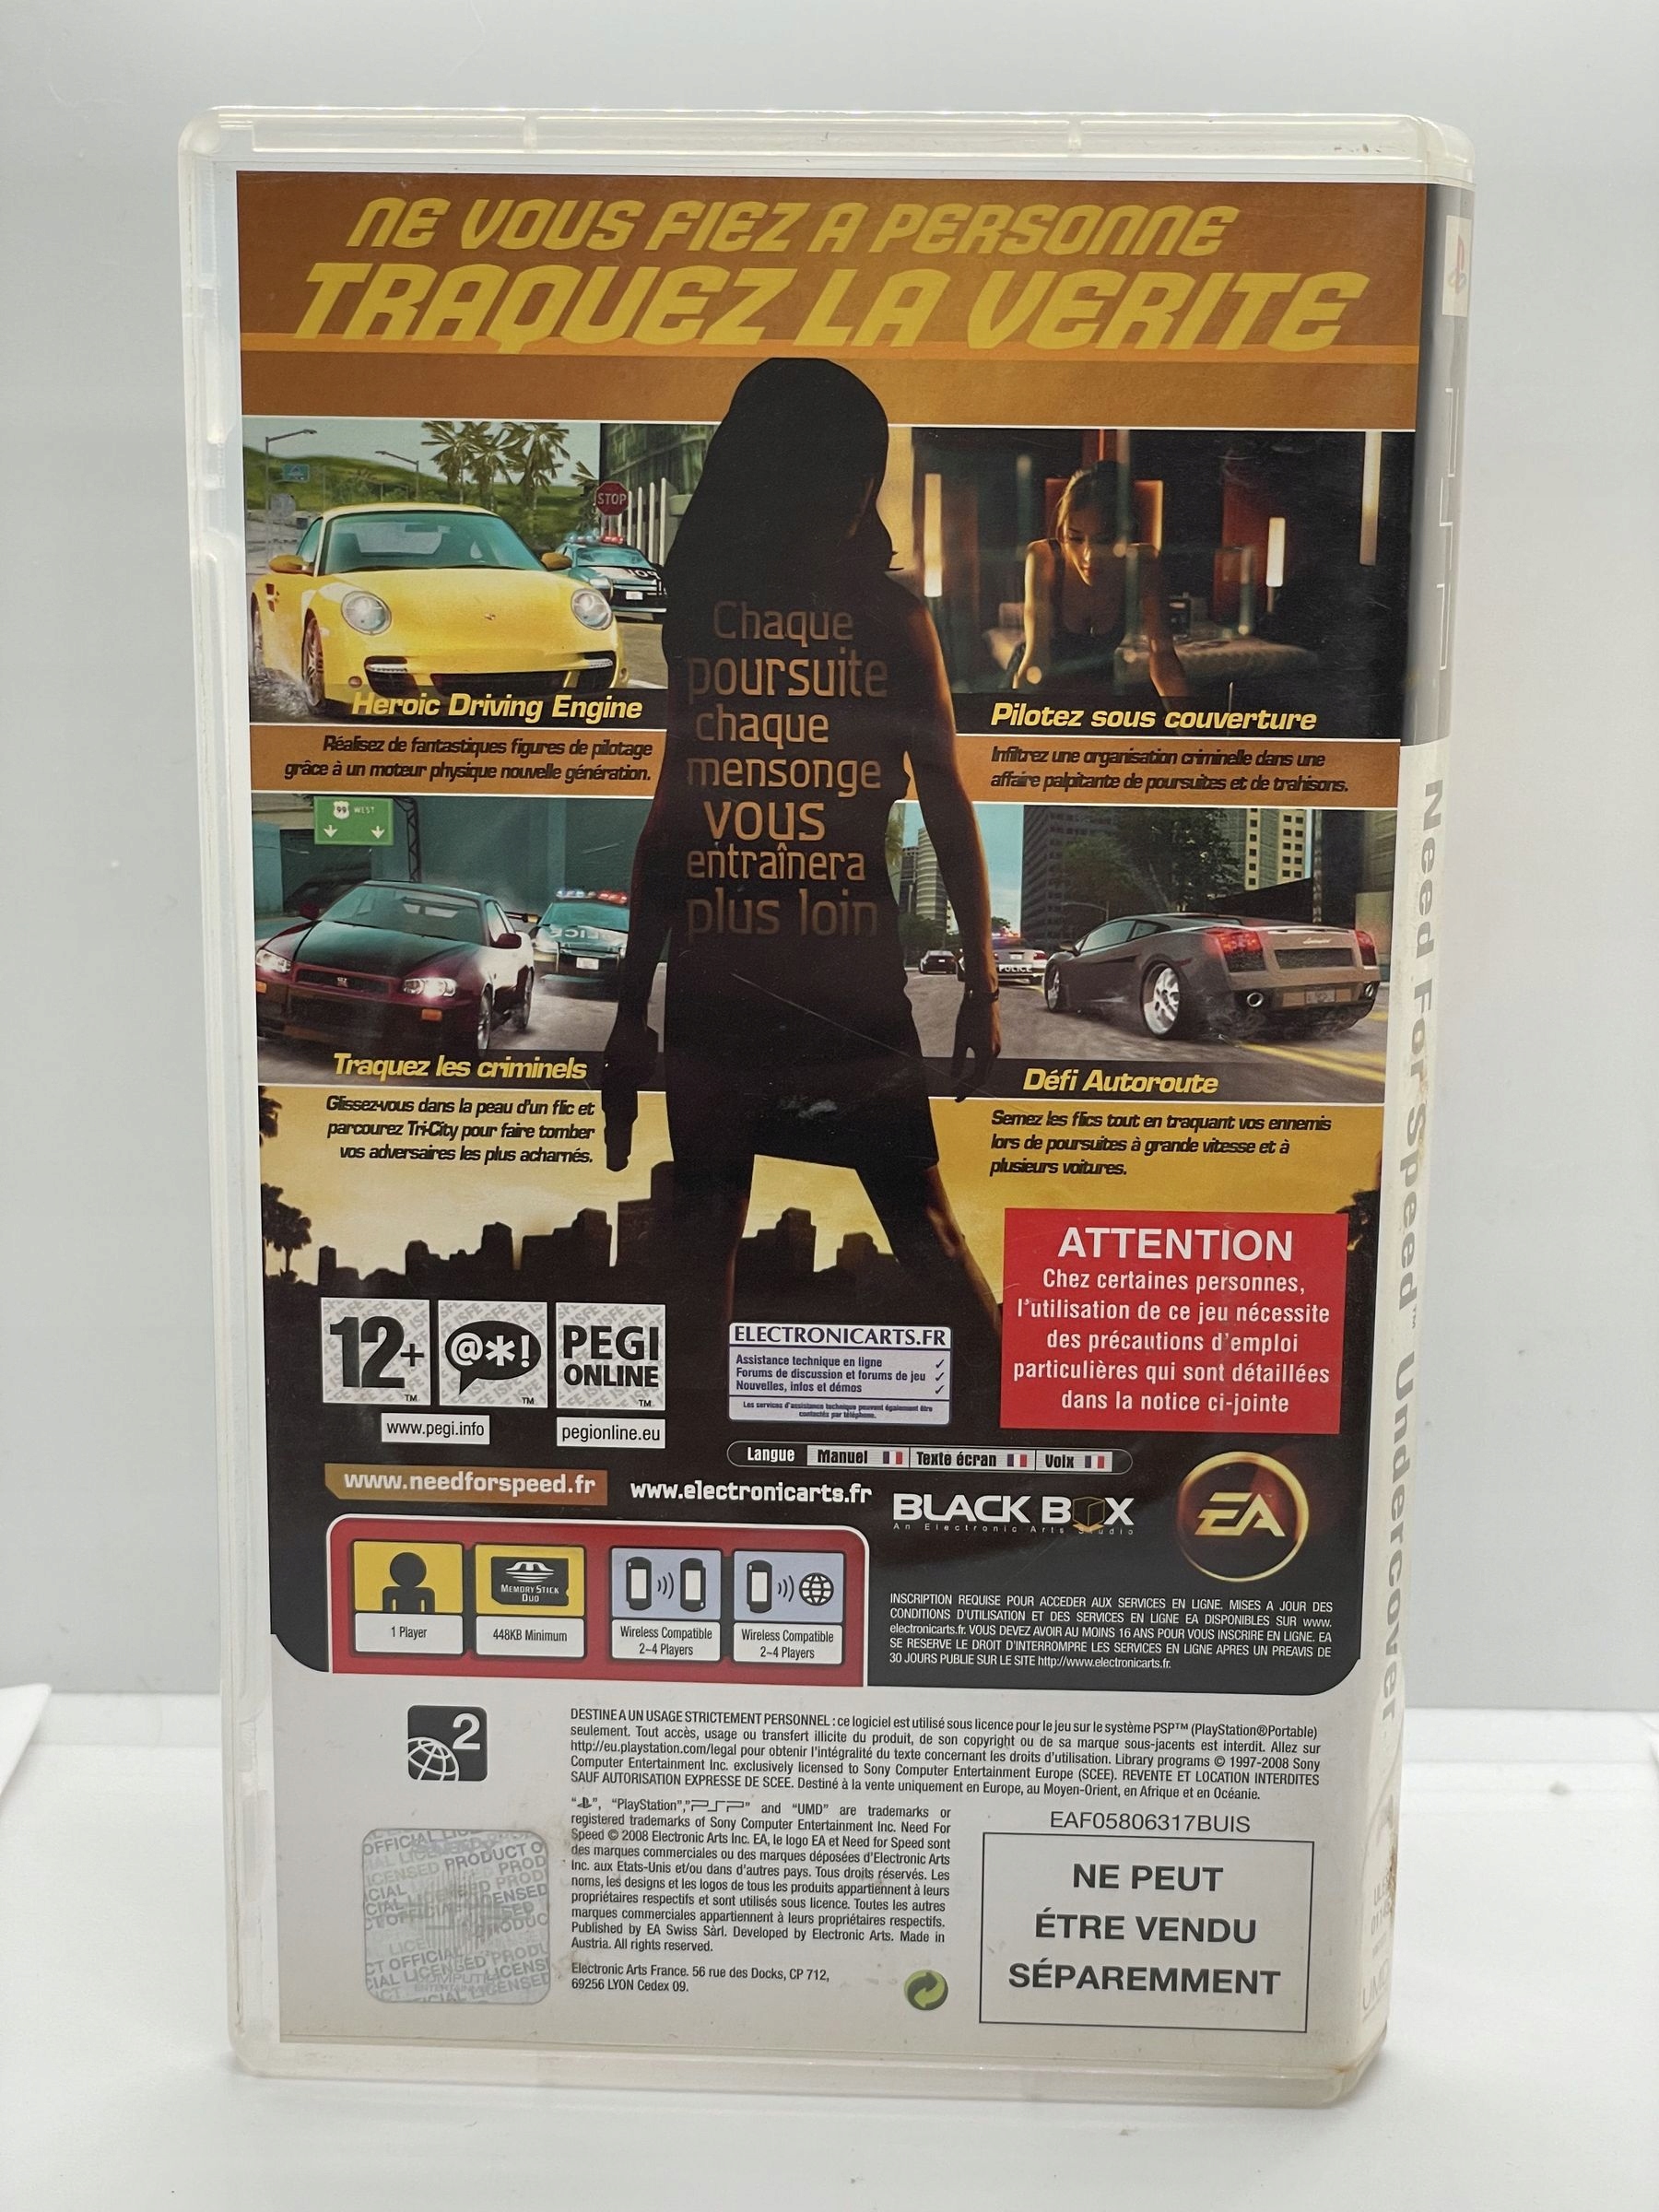 NE VOUS FIEZ A PERSONNE
TRAQUEZ LA VERITE
STOP
Chaque
poursuite
chaque
mensonge
vous
entraînera
plus loin
Heroic Driving Engine
Réalisez de fantastiques figures de pilotage
grâce à un moteur physique nouvelle génération.
Pilotez sous couverture
Infiltrez une organisation criminelle dans une
affaire palpitante de poursuites et de trahisons.
99 WEST
POLICE
POLICE
Traquez les criminels
Glissez-vous dans la peau d'un flic et
parcourez Tri-City pour faire tomber
vos adversaires les plus acharnés.
Défi Autoroute
Semez les flics tout en traquant vos ennemis
lors de poursuites à grande vitesse et à
plusieurs voitures.
ATTENTION
Chez certaines personnes,
l'utilisation de ce jeu nécessite
des précautions d'emploi
particulières qui sont détaillées
dans la notice ci-jointe
12+
@*!
PEGI
ONLINE
www.pegi.info
pegionline.eu
ELECTRONICARTS.FR
Assistance technique en ligne ✓
Forums de discussion et forums de jeu ✓
Nouvelles, infos et démos ✓
Les services d'assistance technique peuvent également être
contactés par téléphone.
Langue Manuel Texte écran Voix
www.needforspeed.fr
www.electronicarts.fr
BLACK BOX
An Electronic Arts Studio
EA
MEMORY STICK
DUO
1 Player
448KB Minimum
Wireless Compatible
2-4 Players
Wireless Compatible
2-4 Players
INSCRIPTION REQUISE POUR ACCEDER AUX SERVICES EN LIGNE. MISES A JOUR DES
CONDITIONS D'UTILISATION ET DES SERVICES EN LIGNE EA DISPONIBLES SUR www.
electronicarts.fr. VOUS DEVEZ AVOIR AU MOINS 16 ANS POUR VOUS INSCRIRE EN LIGNE. EA
SE RESERVE LE DROIT D'INTERROMPRE LES SERVICES EN LIGNE APRES UN PREAVIS DE
30 JOURS PUBLIE SUR LE SITE http://www.electronicarts.fr.
2
DESTINE A UN USAGE STRICTEMENT PERSONNEL : ce logiciel est utilisé sous licence pour le jeu sur le système PSP™ (PlayStation®Portable)
seulement. Tout accès, usage ou transfert illicite du produit, de son copyright ou de sa marque sous-jacents est interdit. Allez sur
http://eu.playstation.com/legal pour obtenir l'intégralité du texte concernant les droits d'utilisation. Library programs © 1997-2008 Sony
Computer Entertainment Inc. exclusively licensed to Sony Computer Entertainment Europe (SCEE). REVENTE ET LOCATION INTERDITES
SAUF AUTORISATION EXPRESSE DE SCEE. Destiné à la vente uniquement en Europe, au Moyen-Orient, en Afrique et en Océanie.
"", "PlayStation", "PSP" and "UMD" are trademarks or
registered trademarks of Sony Computer Entertainment Inc. Need For
Speed © 2008 Electronic Arts Inc. EA, le logo EA et Need for Speed sont
des marques commerciales ou des marques déposées d'Electronic Arts
Inc. aux Etats-Unis et/ou dans d'autres pays. Tous droits réservés. Les
noms, les designs et les logos de tous les produits appartiennent à leurs
propriétaires respectifs et sont utilisés sous licence. Toutes les autres
marques commerciales appartiennent à leurs propriétaires respectifs.
Published by EA Swiss Sàrl. Developed by Electronic Arts. Made in
Austria. All rights reserved.
Electronic Arts France. 56 rue des Docks, CP 712,
69256 LYON Cedex 09.
EAF05806317BUIS
NE PEUT
ÉTRE VENDU
SÉPAREMMENT
PSP
Need For Speed™ Undercover
UMD